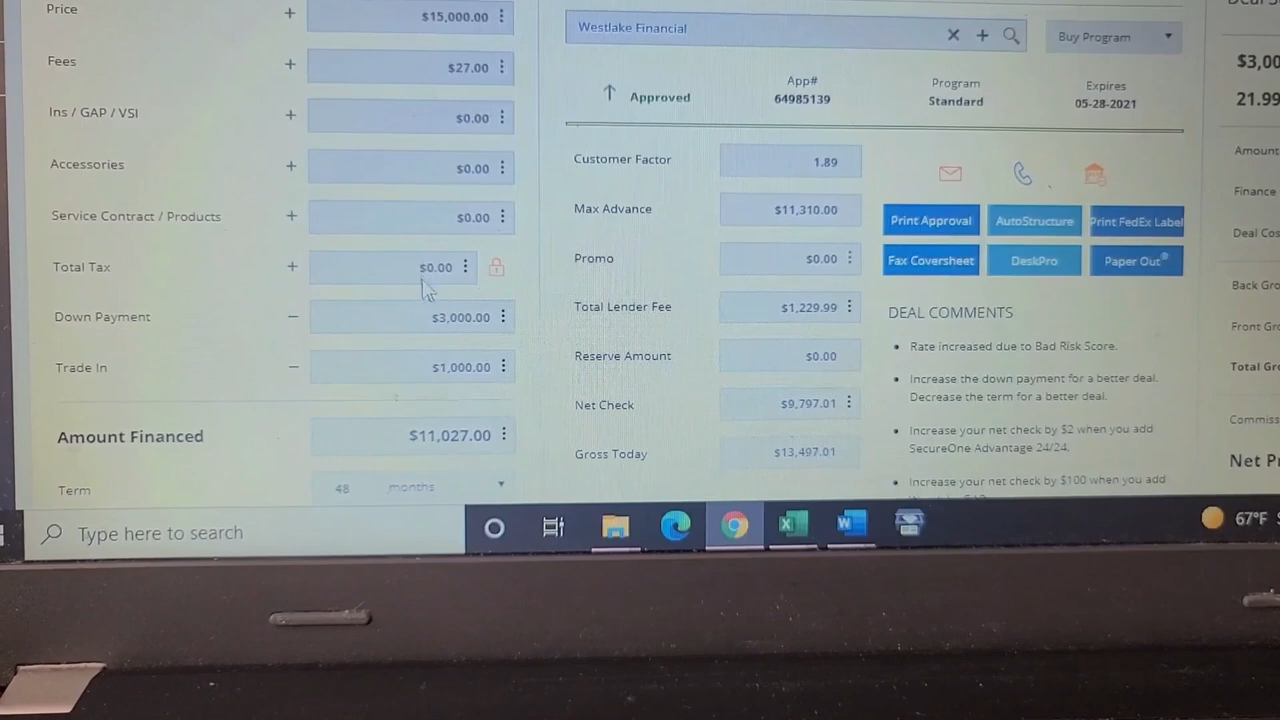 Price + $15,000.00
Fees + $27.00
Ins / GAP / VSI + $0.00
Accessories + $0.00
Service Contract / Products + $0.00
Total Tax + $0.00
Down Payment − $3,000.00
Trade In − $1,000.00
Amount Financed $11,027.00
Term 48 months
Westlake Financial
Buy Program
Approved
App#
64985139
Program
Standard
Expires
05-28-2021
Customer Factor 1.89
Max Advance $11,310.00
Promo $0.00
Total Lender Fee $1,229.99
Reserve Amount $0.00
Net Check $9,797.01
Gross Today $13,497.01
Print Approval AutoStructure Print FedEx Label
Fax Coversheet DeskPro Paper Out®
DEAL COMMENTS
Rate increased due to Bad Risk Score.
Increase the down payment for a better deal.
Decrease the term for a better deal.
Increase your net check by $2 when you add
SecureOne Advantage 24/24.
Increase your net check by $100 when you add
$3,00
21.99
Amount
Finance
Deal Cos
Back Gro
Front Gr
Total Gr
Commiss
Net P
Type here to search
67°F